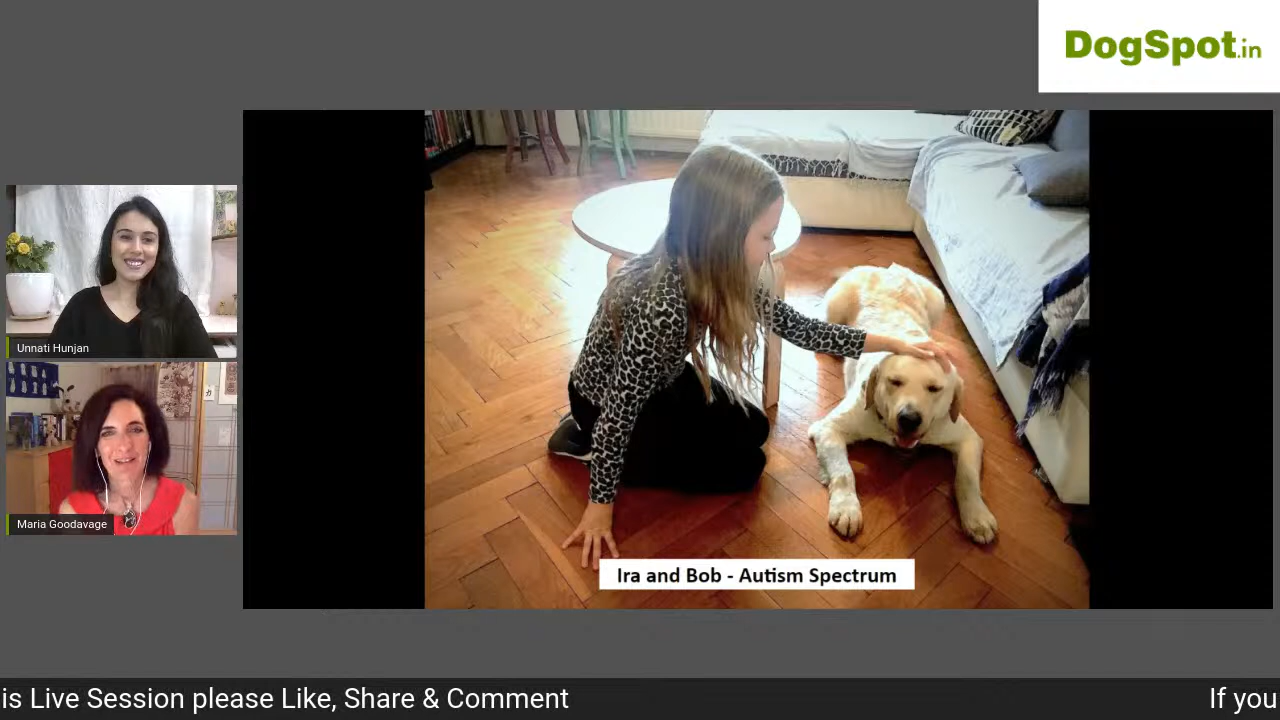 DogSpot.in
Unnati Hunjan
Maria Goodavage
Ira and Bob - Autism Spectrum
is Live Session please Like, Share & Comment
If you